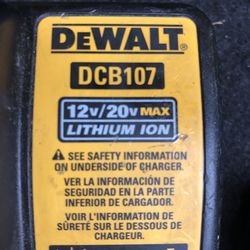 DEWALT
DCB107
12V/20V MAX
LITHIUM ION
SEE SAFETY INFORMATION
ON UNDERSIDE OF CHARGER.
VER LA INFORMACIÓN DE
SEGURIDAD EN LA PARTE
INFERIOR DE CARGADOR.
VOIR L'INFORMATION DE
SÛRETÉ SUR LE DESSOUS DE
CHARGEUR.